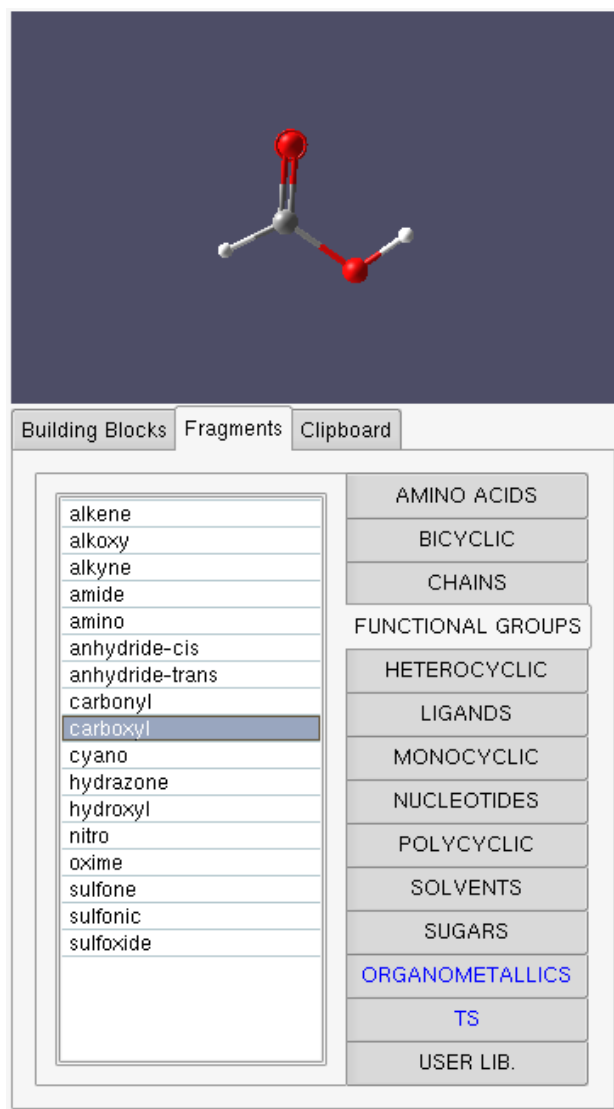 Building Blocks Fragments Clipboard
alkene
alkoxy
alkyne
amide
amino
anhydride-cis
anhydride-trans
carbonyl
carboxyl
cyano
hydrazone
hydroxyl
nitro
oxime
sulfone
sulfonic
sulfoxide
AMINO ACIDS
BICYCLIC
CHAINS
FUNCTIONAL GROUPS
HETEROCYCLIC
LIGANDS
MONOCYCLIC
NUCLEOTIDES
POLYCYCLIC
SOLVENTS
SUGARS
ORGANOMETALLICS
TS
USER LIB.